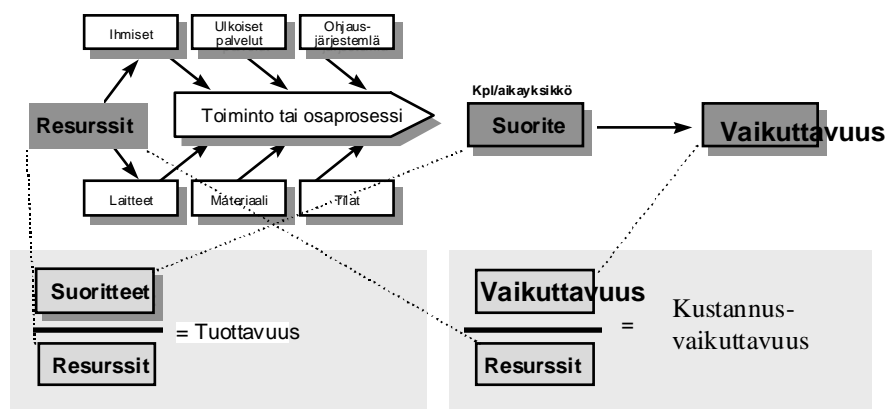 Ihmiset
Ulkoiset
palvelut
Ohjaus-
järjestemlä
Resurssit
Toiminto tai osaprosessi
Kpl/aikayksikkö
Suorite
Vaikuttavuus
Laitteet
Materiaali
Tilat
Suoritteet
= Tuottavuus
Resurssit
Vaikuttavuus
=
Kustannus-
vaikuttavuus
Resurssit